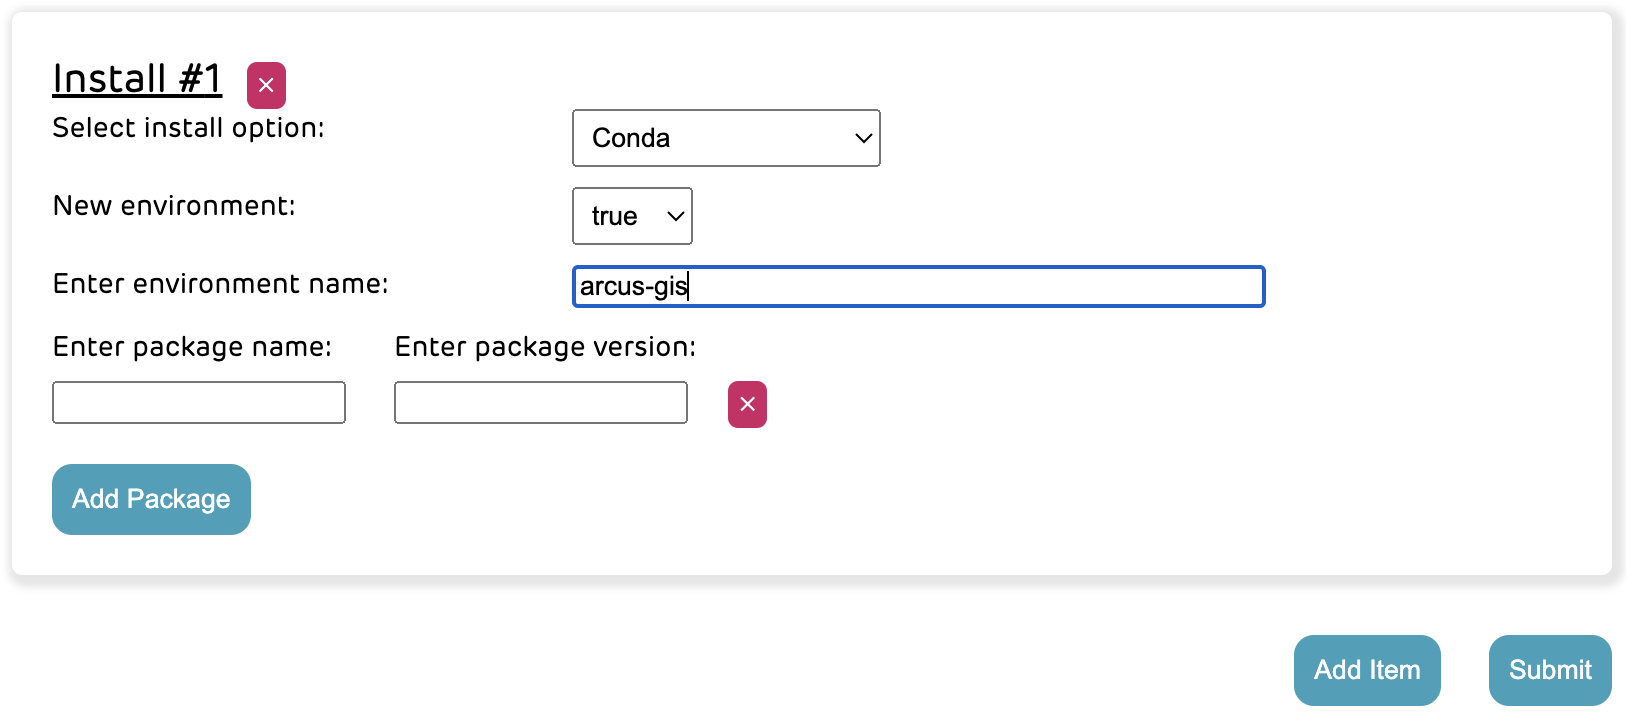 Install #1
Select install option:
Conda
New environment:
true
Enter environment name:
arcus-gis
Enter package name: Enter package version:
Add Package
Add Item Submit